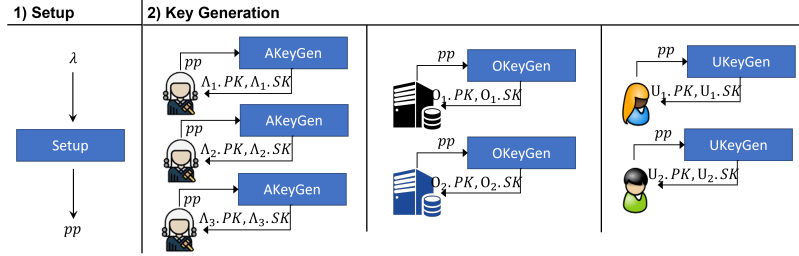 1) Setup
λ
Setup
pp
2) Key Generation
pp
AKeyGen
Λ₁. PK, Λ₁. SK
pp
AKeyGen
Λ₂. PK, Λ₂. SK
pp
AKeyGen
Λ₃. PK, Λ₃. SK
pp
OKeyGen
O₁. PK, O₁. SK
pp
OKeyGen
O₂. PK, O₂. SK
pp
UKeyGen
U₁. PK, U₁. SK
pp
UKeyGen
U₂. PK, U₂. SK